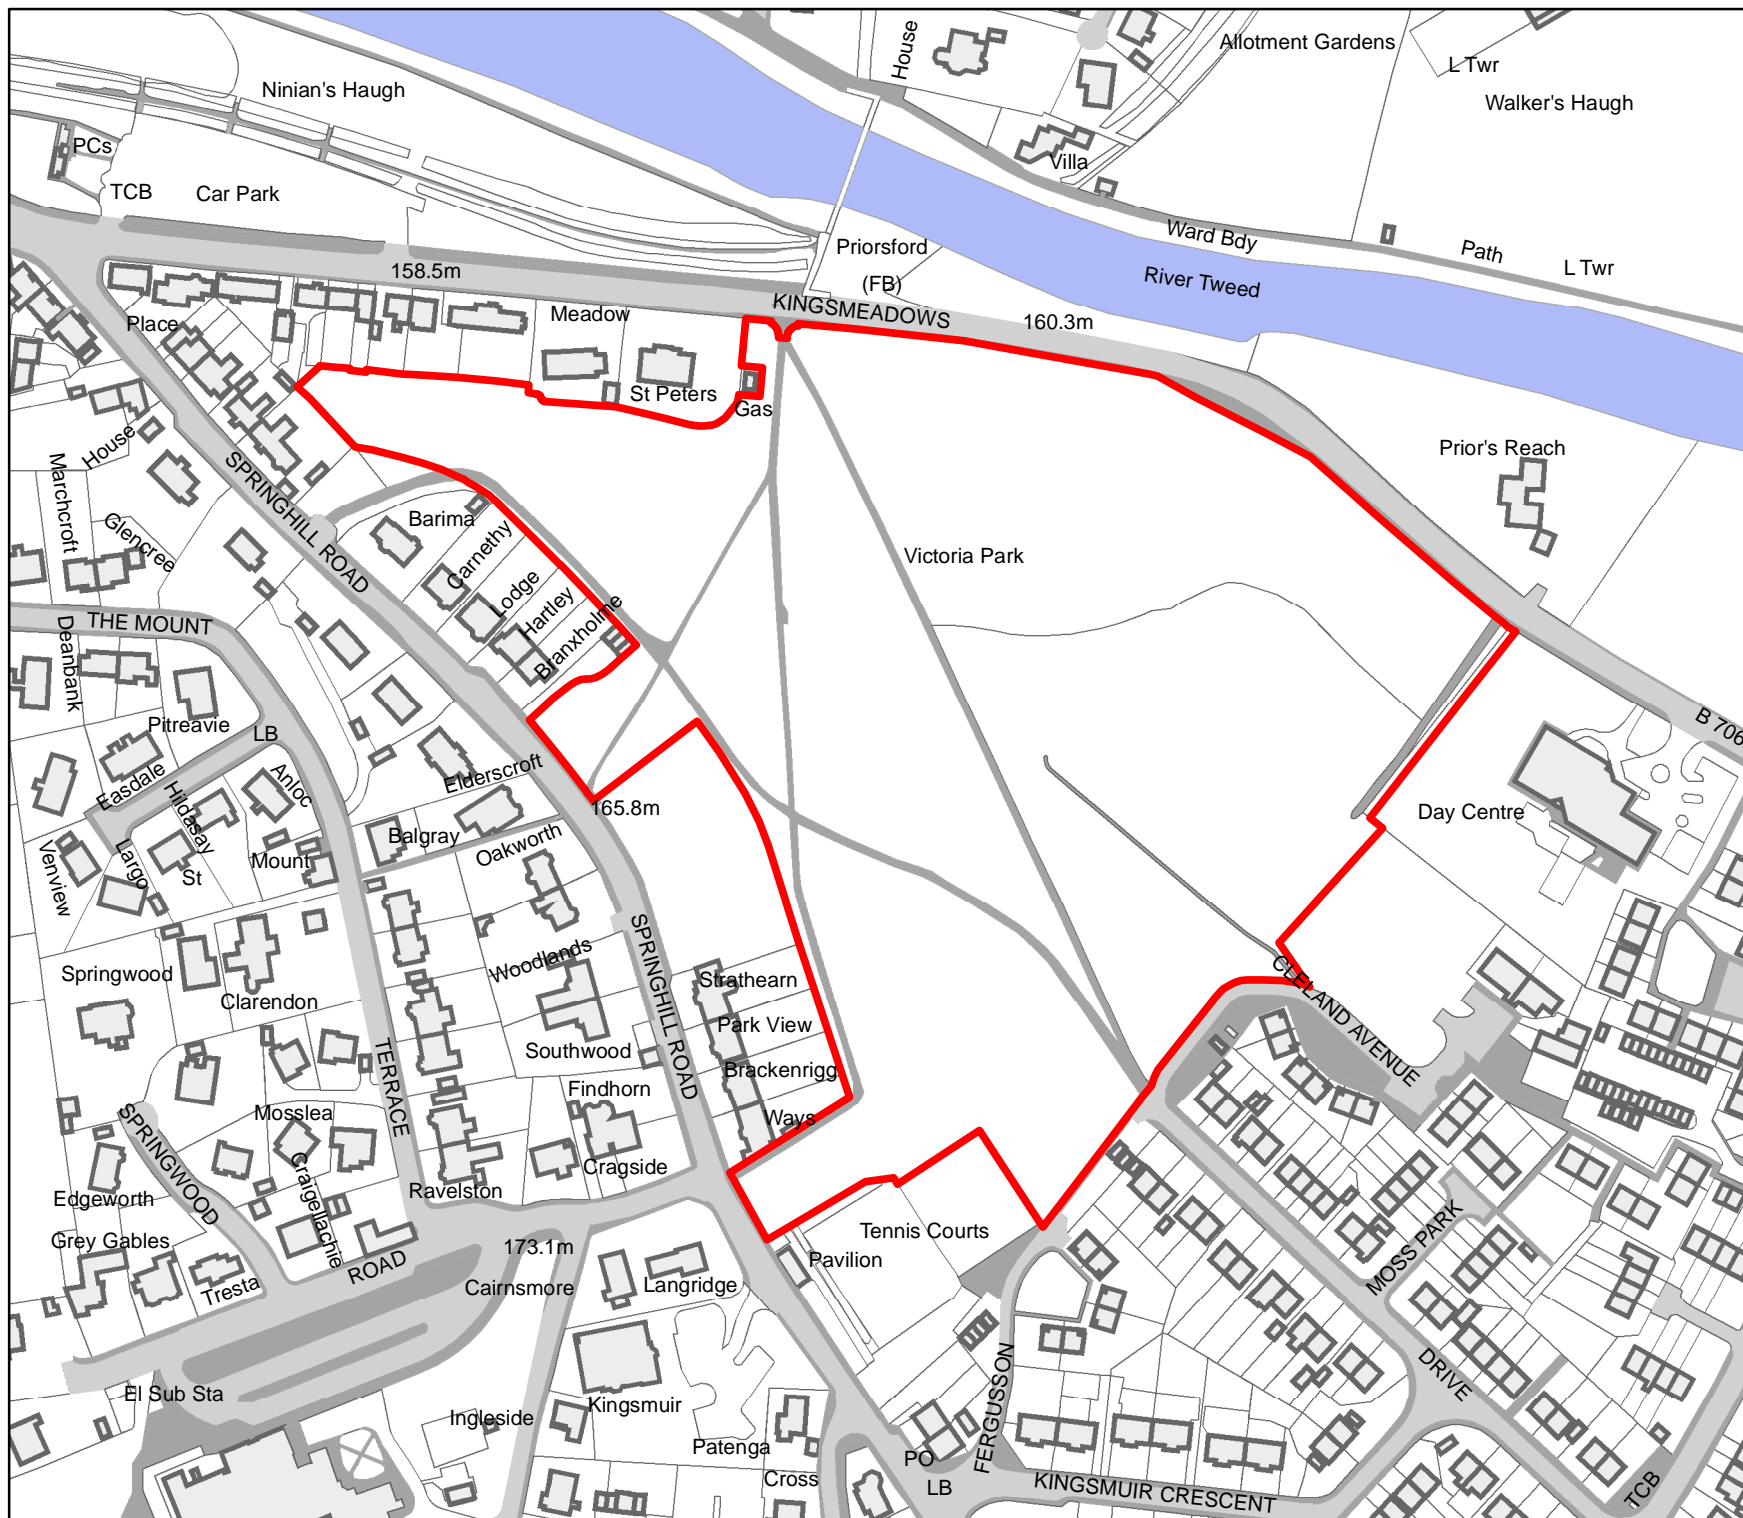 House
Allotment Gardens
L Twr
Walker's Haugh
Ninian's Haugh
PCs
Villa
TCB
Car Park
Ward Bdy
Path
L Twr
Priorsford
(FB)
River Tweed
158.5m
KINGSMEADOWS
160.3m
Place
Meadow
St Peters
Gas
House
Prior's Reach
Marchcroft
Glencree
SPRINGHILL ROAD
Barima
Carnethy
Lodge
Hartley
Branxholme
Victoria Park
THE MOUNT
Deanbank
Pitreavie
LB
B 706
Easdale
Hildasay
Anloc
Elderscroft
165.8m
Day Centre
Balgray
Oakworth
Venview
Largo
St
Mount
SPRINGHILL ROAD
Springwood
Clarendon
Woodlands
Strathearn
CLELAND AVENUE
Park View
Southwood
Brackenrigg
TERRACE
Findhorn
Ways
SPRINGWOOD
Mosslea
Craigellachie
Cragside
Ravelston
Edgeworth
MOSS PARK
Grey Gables
173.1m
Tennis Courts
Pavilion
ROAD
Tresta
Cairnsmore
Langridge
El Sub Sta
Ingleside
Kingsmuir
Patenga
Cross
FERGUSSON
DRIVE
PO
LB
KINGSMUIR CRESCENT
TCB